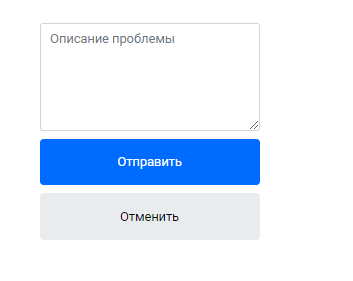 Описание проблемы
Отправить
Отменить